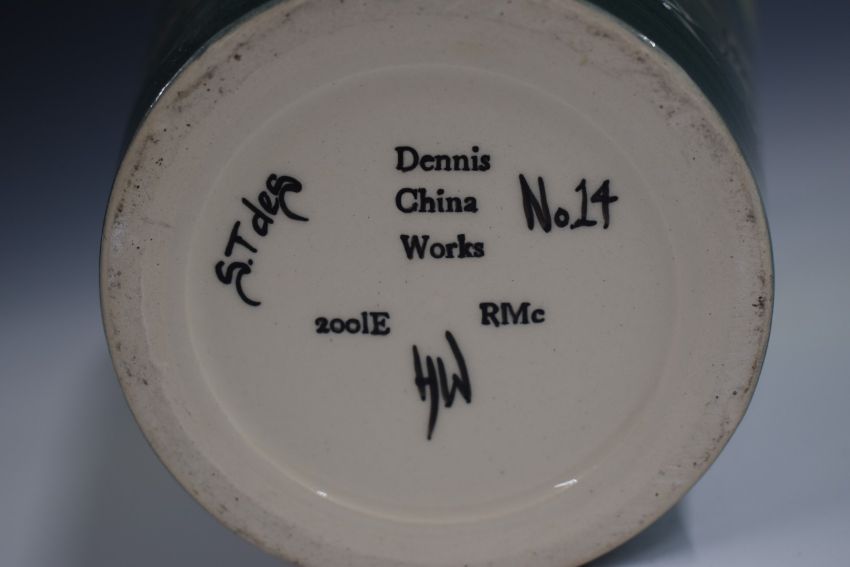 Dennis
China
Works
No.14
S.T des
2001E
RMc
HW